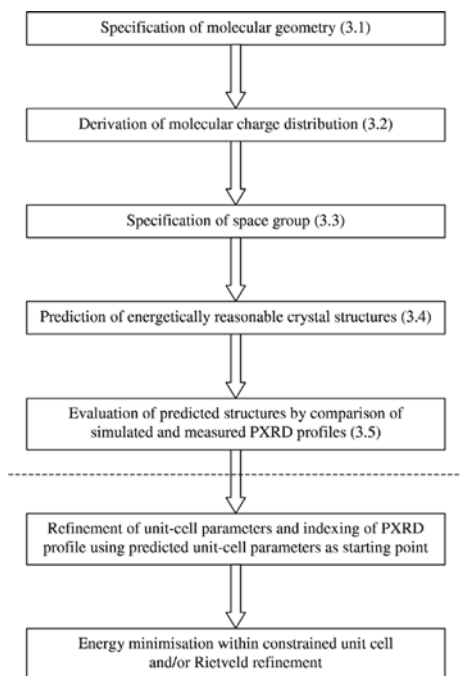 Specification of molecular geometry (3.1)
Derivation of molecular charge distribution (3.2)
Specification of space group (3.3)
Prediction of energetically reasonable crystal structures (3.4)
Evaluation of predicted structures by comparison of
simulated and measured PXRD profiles (3.5)
Refinement of unit-cell parameters and indexing of PXRD
profile using predicted unit-cell parameters as starting point
Energy minimisation within constrained unit cell
and/or Rietveld refinement